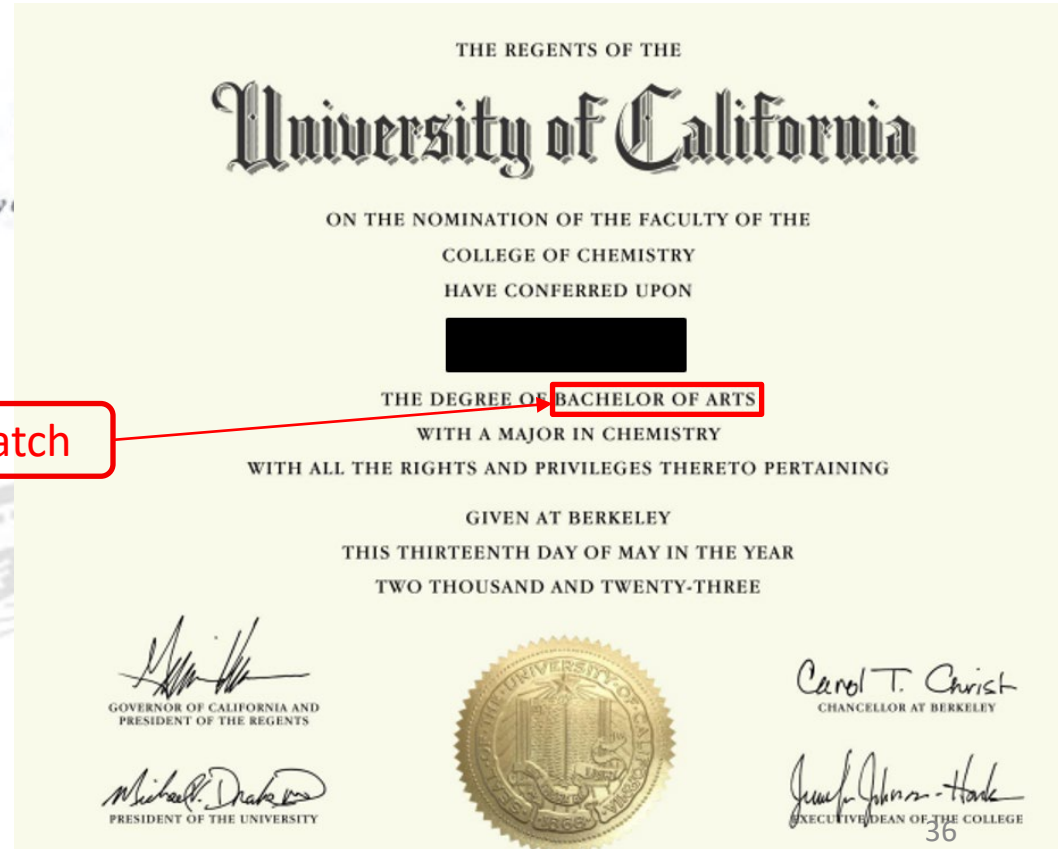 THE REGENTS OF THE
University of California
ON THE NOMINATION OF THE FACULTY OF THE
COLLEGE OF CHEMISTRY
HAVE CONFERRED UPON
THE DEGREE OF BACHELOR OF ARTS
atch
WITH A MAJOR IN CHEMISTRY
WITH ALL THE RIGHTS AND PRIVILEGES THERETO PERTAINING
GIVEN AT BERKELEY
THIS THIRTEENTH DAY OF MAY IN THE YEAR
TWO THOUSAND AND TWENTY-THREE
GOVERNOR OF CALIFORNIA AND
PRESIDENT OF THE REGENTS
Carol T. Christ
CHANCELLOR AT BERKELEY
Michael V. Drake MD
PRESIDENT OF THE UNIVERSITY
EXECUTIVE DEAN OF THE COLLEGE
36